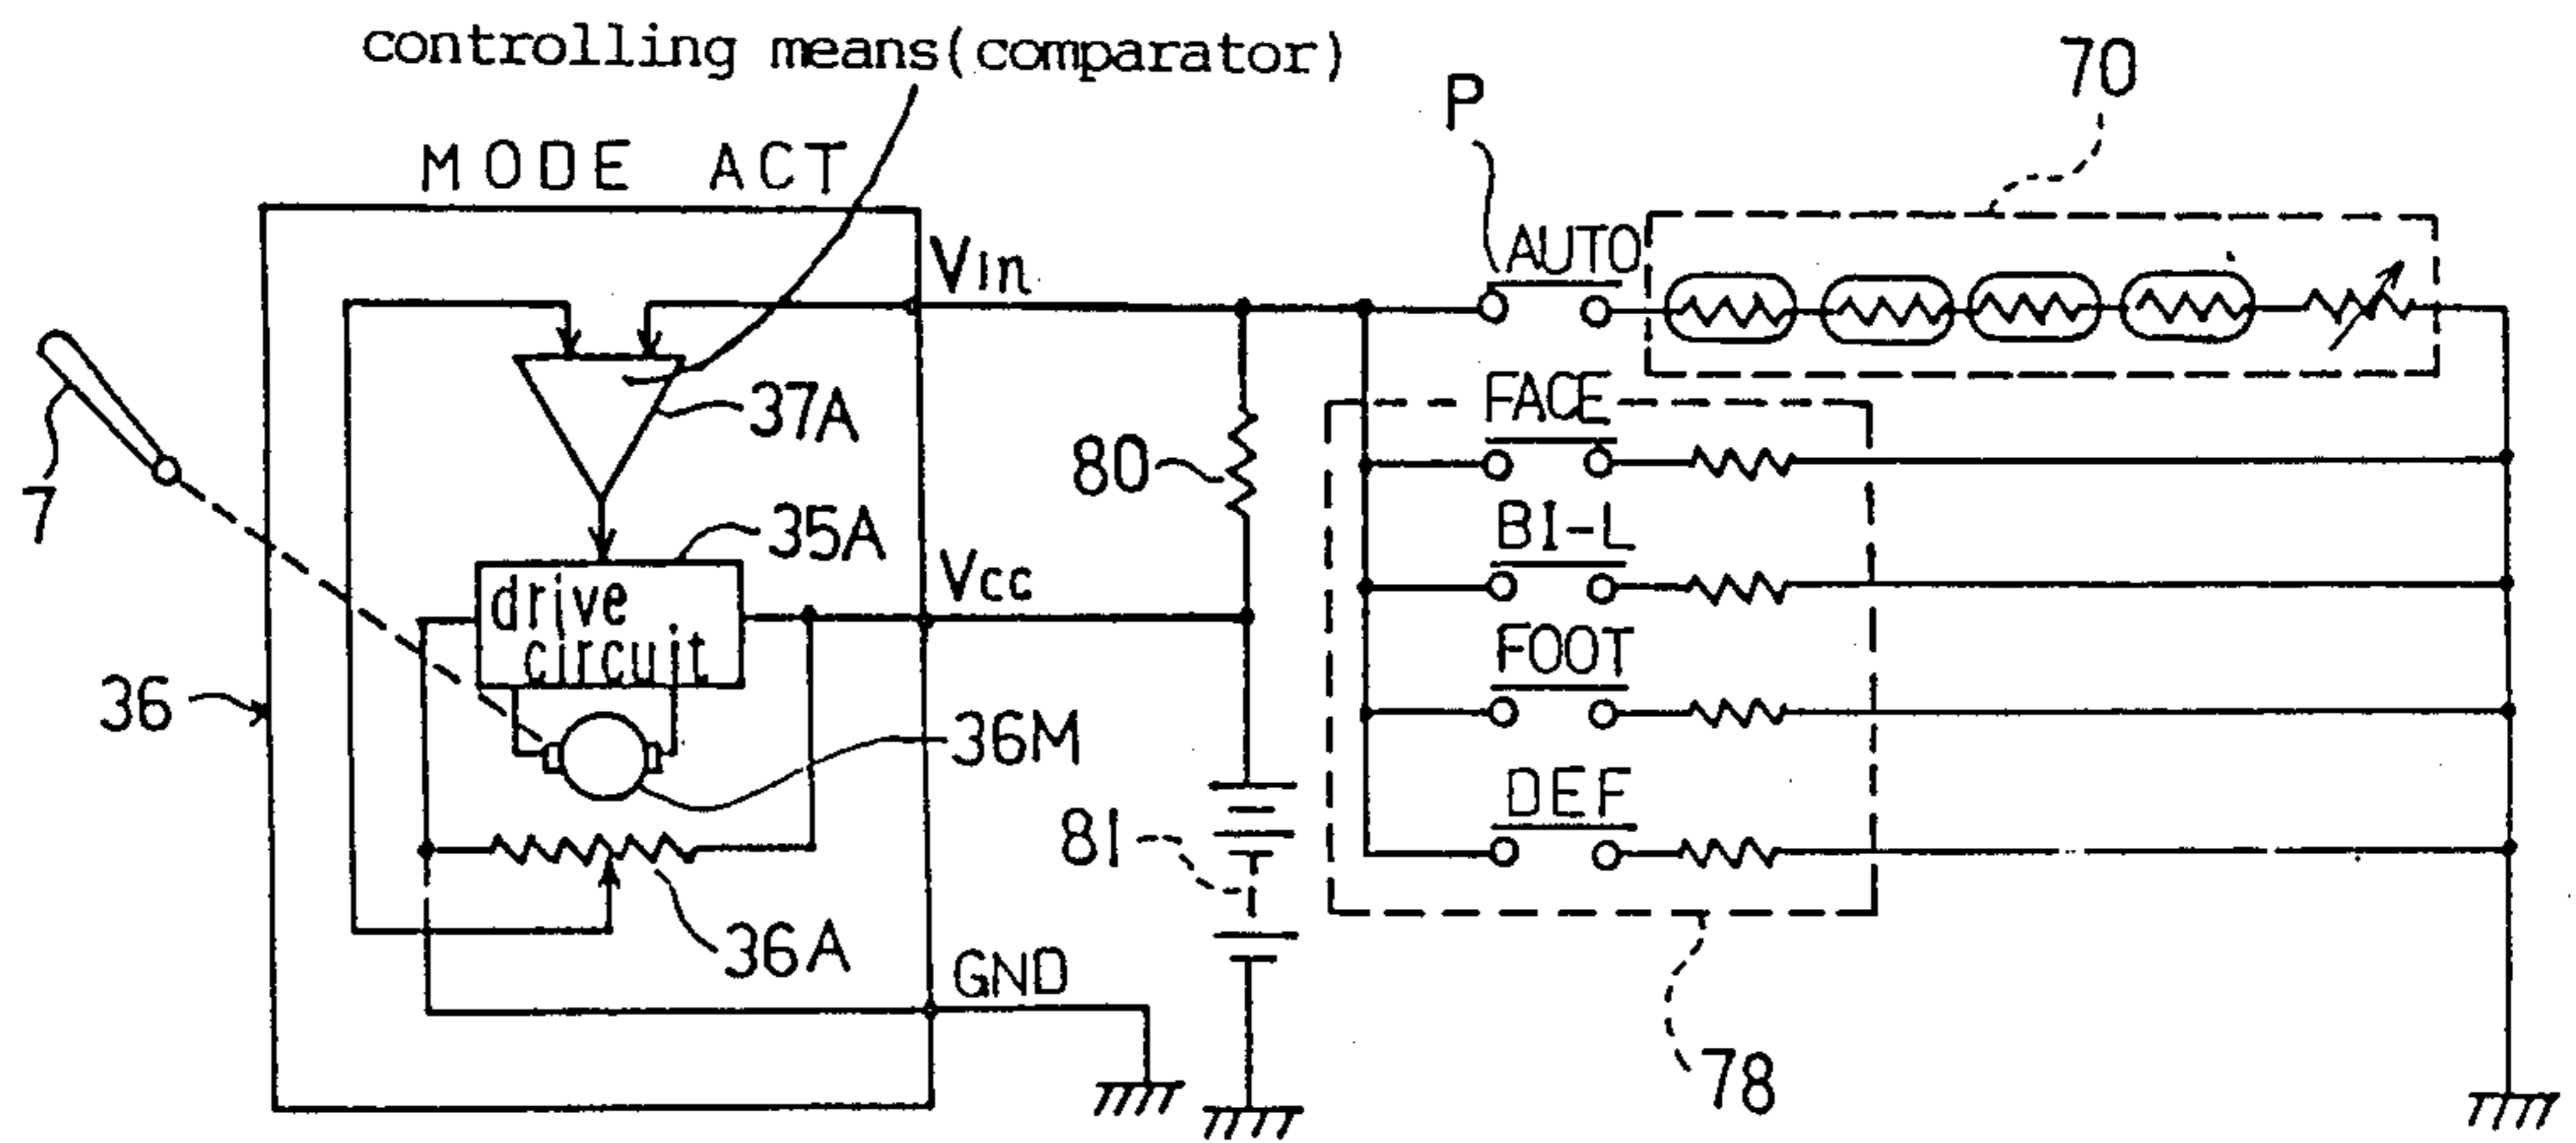 controlling means(comparator)
70
P
MODE ACT
AUTO
Vin
37A
FACE
80
7
35A
BI-L
Vcc
drive
circuit
FOOT
36
36M
DEF
81
36A
GND
78